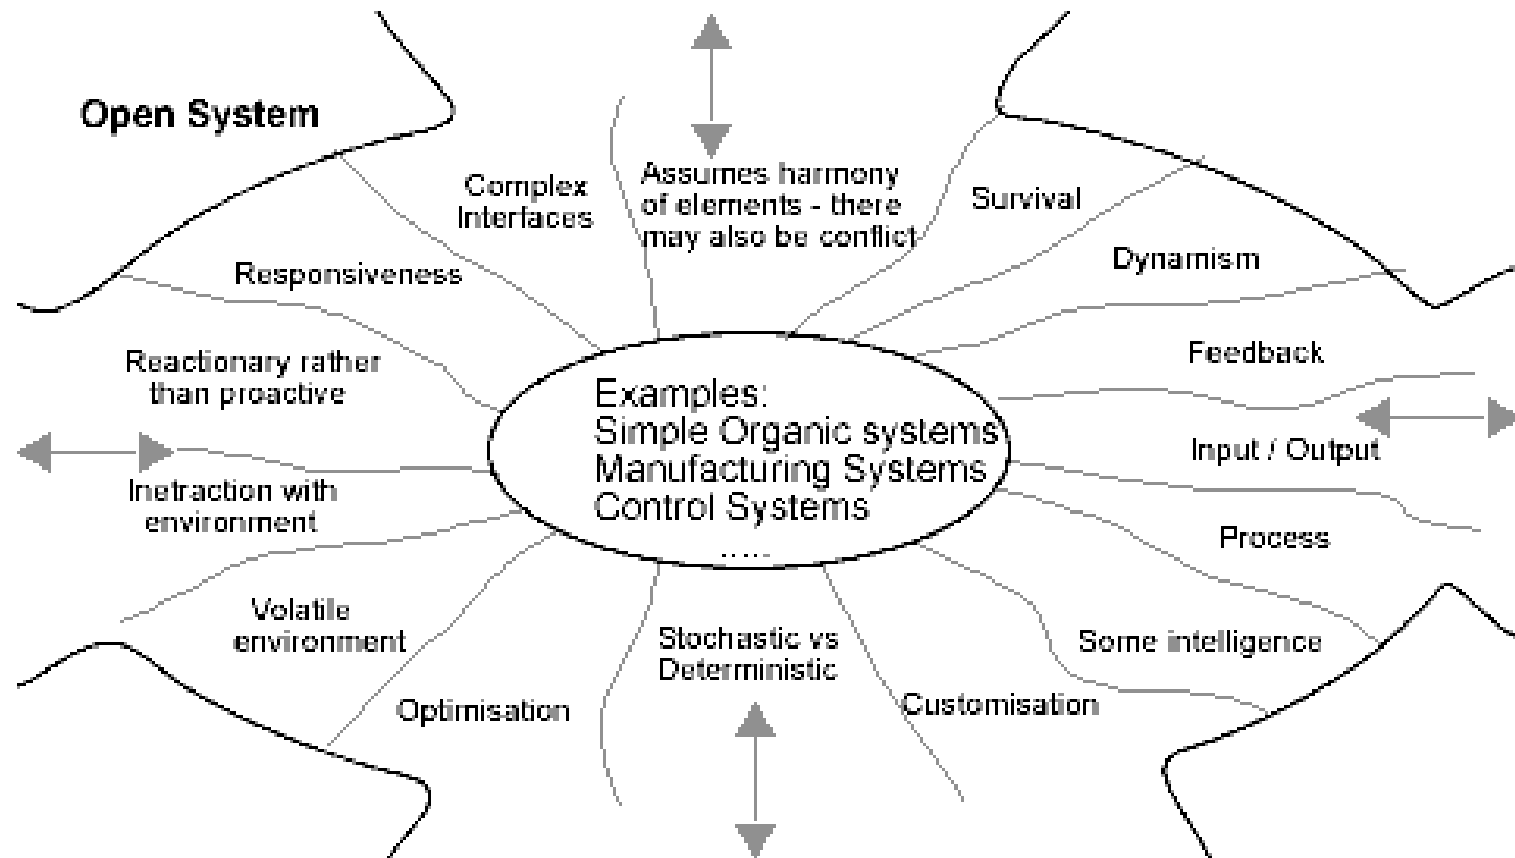 Open System
Complex
Interfaces
Assumes harmony
of elements - there
may also be conflict
Survival
Responsiveness
Dynamism
Reactionary rather
than proactive
Feedback
Examples:
Simple Organic systems
Manufacturing Systems
Control Systems
.....
Input / Output
Inetraction with
environment
Process
Volatile
environment
Stochastic vs
Deterministic
Some intelligence
Optimisation
Customisation